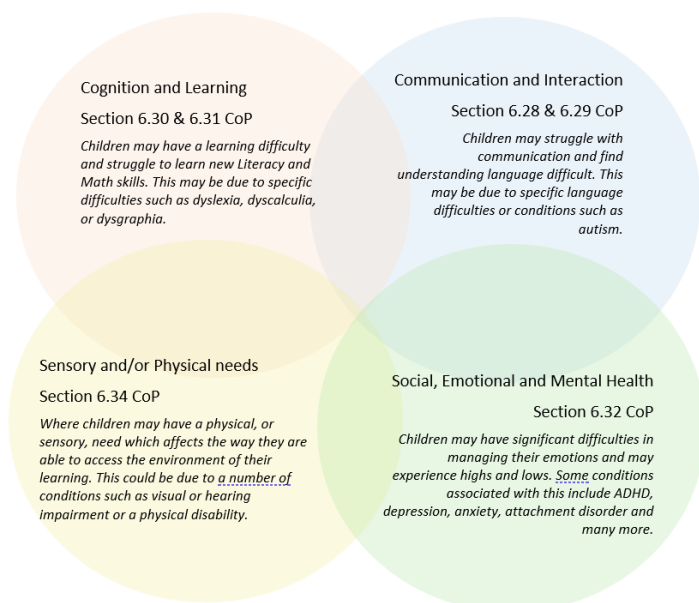 Cognition and Learning
Section 6.30 & 6.31 CoP
Children may have a learning difficulty
and struggle to learn new Literacy and
Math skills. This may be due to specific
difficulties such as dyslexia, dyscalculia,
or dysgraphia.
Communication and Interaction
Section 6.28 & 6.29 CoP
Children may struggle with
communication and find
understanding language difficult. This
may be due to specific language
difficulties or conditions such as
autism.
Sensory and/or Physical needs
Section 6.34 CoP
Where children may have a physical, or
sensory, need which affects the way they are
able to access the environment of their
learning. This could be due to a number of
conditions such as visual or hearing
impairment or a physical disability.
Social, Emotional and Mental Health
Section 6.32 CoP
Children may have significant difficulties in
managing their emotions and may
experience highs and lows. Some conditions
associated with this include ADHD,
depression, anxiety, attachment disorder and
many more.